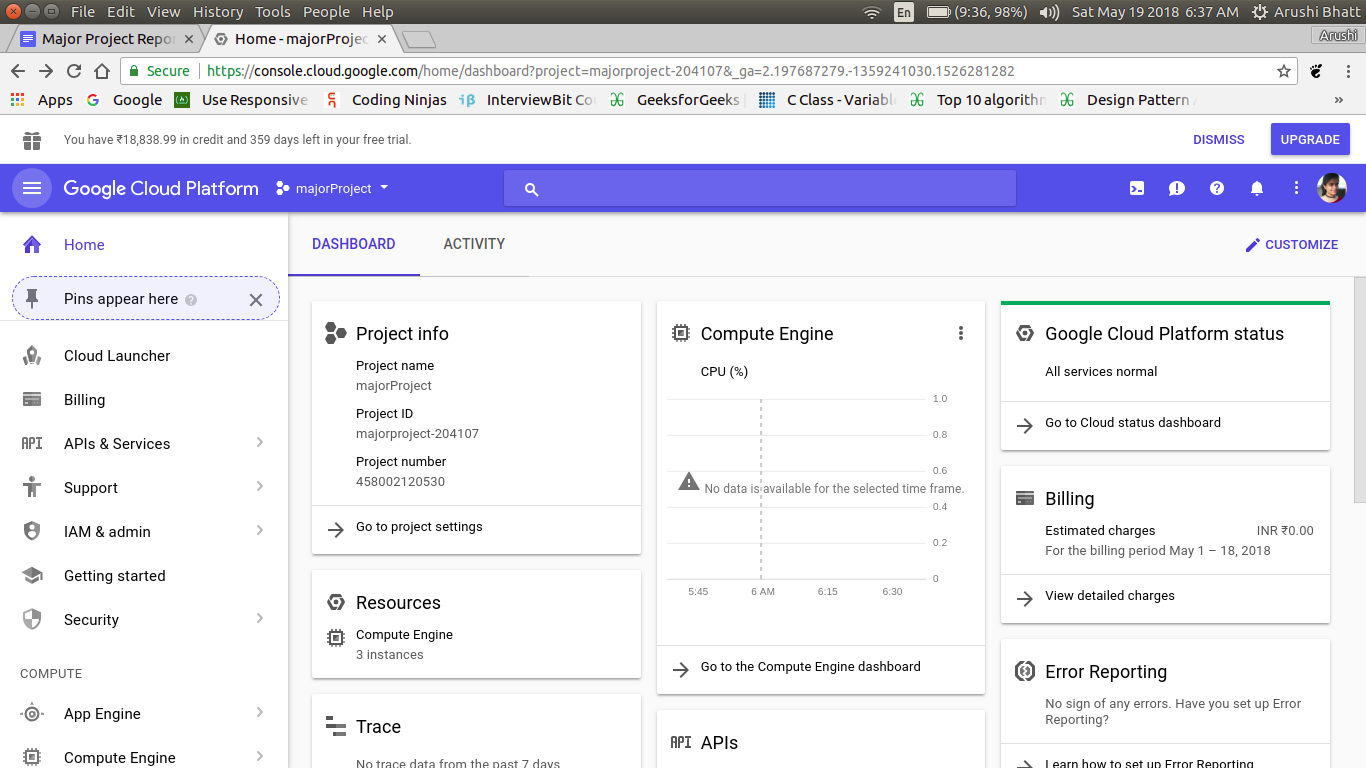 File Edit View History Tools People Help
En (9:36, 98%) Sat May 19 2018 6:37 AM Arushi Bhatt
Major Project Repo Home - majorProjec Arushi
Secure https://console.cloud.google.com/home/dashboard?project=majorproject-204107&_ga=2.197687279.-1359241030.1526281282
Apps Google Use Responsive Coding Ninjas InterviewBit Co GeeksforGeeks C Class - Variabl Top 10 algorithm Design Pattern »
You have ₹18,838.99 in credit and 359 days left in your free trial. DISMISS UPGRADE
Google Cloud Platform majorProject
Home
Pins appear here
Cloud Launcher
Billing
API APIs & Services
Support
IAM & admin
Getting started
Security
COMPUTE
App Engine
Compute Engine
DASHBOARD ACTIVITY CUSTOMIZE
Project info
Project name
majorProject
Project ID
majorproject-204107
Project number
458002120530
Go to project settings
Resources
Compute Engine
3 instances
Trace
No trace data from the past 7 days
Compute Engine
CPU (%)
1.0
0.8
0.6
No data is available for the selected time frame.
0.4
0.2
0
5:45 6 AM 6:15 6:30
Go to the Compute Engine dashboard
API APIs
Google Cloud Platform status
All services normal
Go to Cloud status dashboard
Billing
Estimated charges INR ₹0.00
For the billing period May 1 – 18, 2018
View detailed charges
Error Reporting
No sign of any errors. Have you set up Error
Reporting?
Learn how to set up Error Reporting